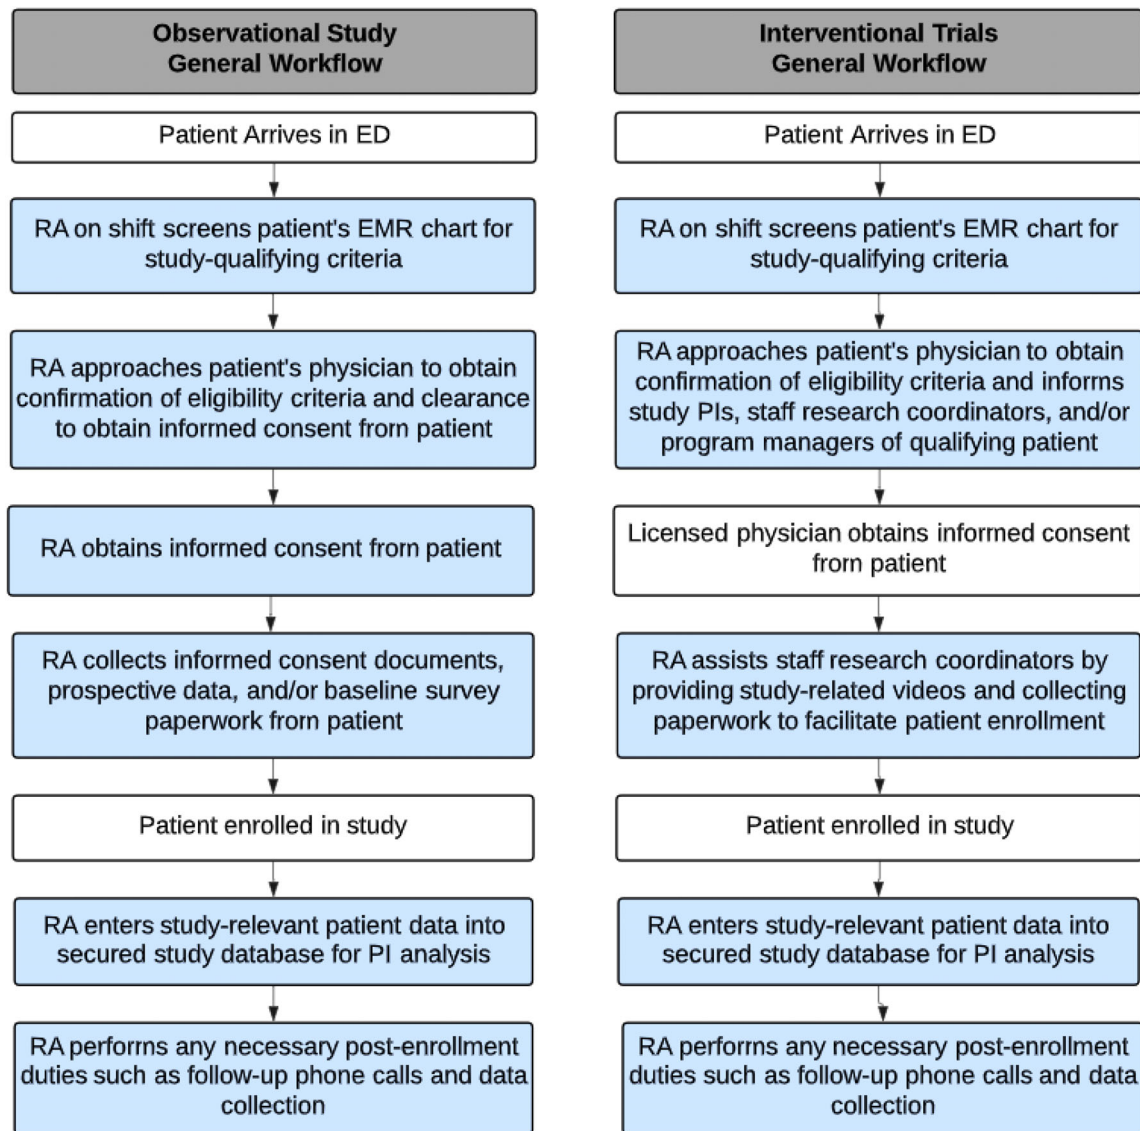 Observational Study
General Workflow
Patient Arrives in ED
RA on shift screens patient's EMR chart for
study-qualifying criteria
RA approaches patient's physician to obtain
confirmation of eligibility criteria and clearance
to obtain informed consent from patient
RA obtains informed consent from patient
RA collects informed consent documents,
prospective data, and/or baseline survey
paperwork from patient
Patient enrolled in study
RA enters study-relevant patient data into
secured study database for PI analysis
RA performs any necessary post-enrollment
duties such as follow-up phone calls and data
collection
Interventional Trials
General Workflow
Patient Arrives in ED
RA on shift screens patient's EMR chart for
study-qualifying criteria
RA approaches patient's physician to obtain
confirmation of eligibility criteria and informs
study PIs, staff research coordinators, and/or
program managers of qualifying patient
Licensed physician obtains informed consent
from patient
RA assists staff research coordinators by
providing study-related videos and collecting
paperwork to facilitate patient enrollment
Patient enrolled in study
RA enters study-relevant patient data into
secured study database for PI analysis
RA performs any necessary post-enrollment
duties such as follow-up phone calls and data
collection